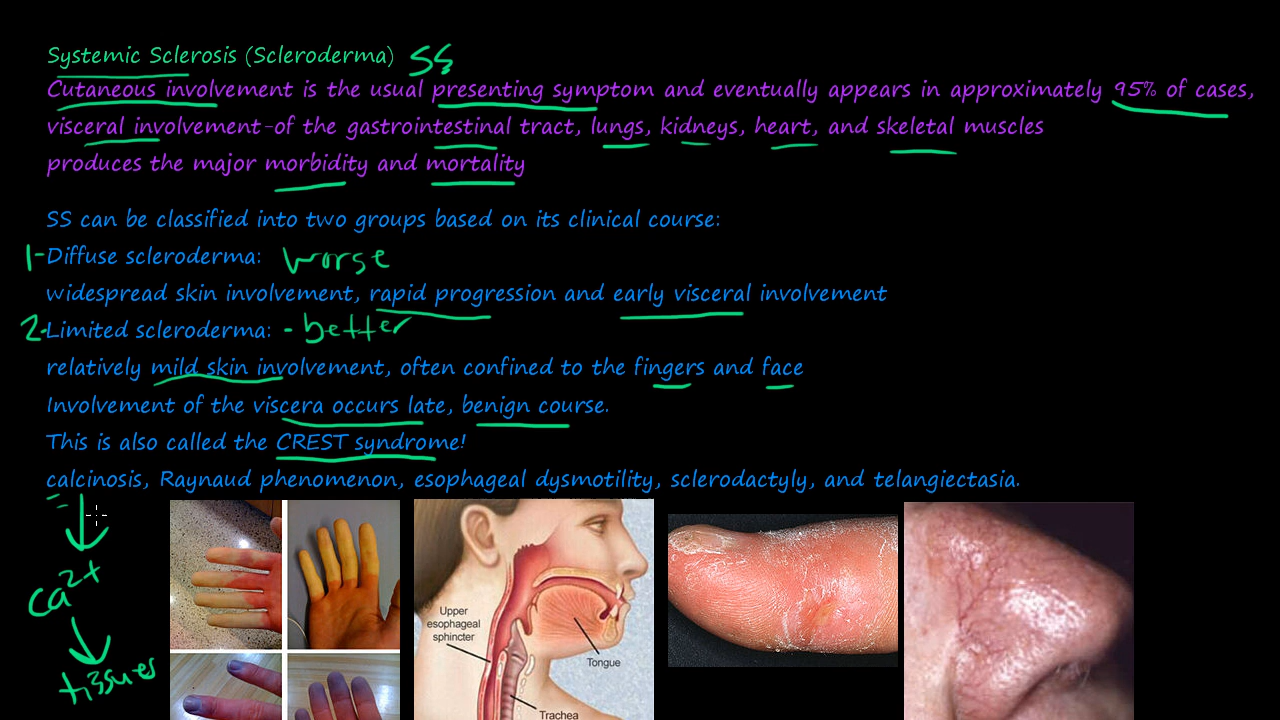 Systemic Sclerosis (Scleroderma) SS
Cutaneous involvement is the usual presenting symptom and eventually appears in approximately 95% of cases,
visceral involvement-of the gastrointestinal tract, lungs, kidneys, heart, and skeletal muscles
produces the major morbidity and mortality
SS can be classified into two groups based on its clinical course:
1-Diffuse scleroderma: worse
widespread skin involvement, rapid progression and early visceral involvement
2-Limited scleroderma: - better
relatively mild skin involvement, often confined to the fingers and face
Involvement of the viscera occurs late, benign course.
This is also called the CREST syndrome!
calcinosis, Raynaud phenomenon, esophageal dysmotility, sclerodactyly, and telangiectasia.
Ca2+
tissues
Upper
esophageal
sphincter
Tongue
Trachea